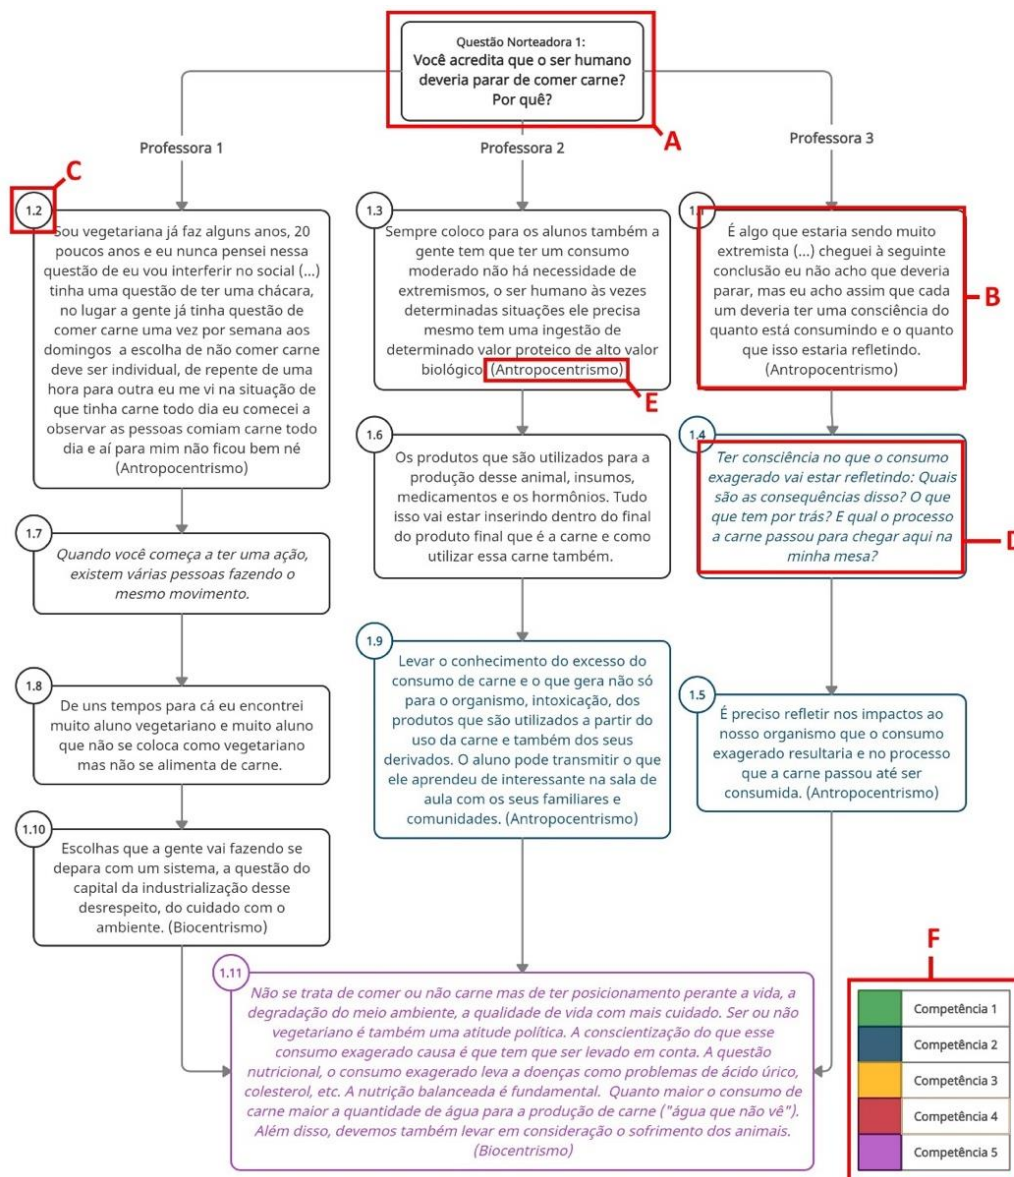 Questão Norteadora 1:
Você acredita que o ser humano
deveria parar de comer carne?
Por quê?
A
Professora 1
Professora 2
Professora 3
C
1.2
Sou vegetariana já faz alguns anos, 20
poucos anos e eu nunca pensei nessa
questão de eu vou interferir no social (...)
tinha uma questão de ter uma chácara,
no lugar a gente já tinha questão de
comer carne uma vez por semana aos
domingos a escolha de não comer carne
deve ser individual, de repente de uma
hora para outra eu me vi na situação de
que tinha carne todo dia eu comecei a
observar as pessoas comiam carne todo
dia e aí para mim não ficou bem né
(Antropocentrismo)
1.3
Sempre coloco para os alunos também a
gente tem que ter um consumo
moderado não há necessidade de
extremismos, o ser humano às vezes
determinadas situações ele precisa
mesmo tem uma ingestão de
determinado valor proteico de alto valor
biológico (Antropocentrismo)
E
1.1
É algo que estaria sendo muito
extremista (...) cheguei à seguinte
conclusão eu não acho que deveria
parar, mas eu acho assim que cada
um deveria ter uma consciência do
quanto está consumindo e o quanto
que isso estaria refletindo.
(Antropocentrismo)
B
1.6
Os produtos que são utilizados para a
produção desse animal, insumos,
medicamentos e os hormônios. Tudo
isso vai estar inserindo dentro do final
do produto final que é a carne e como
utilizar essa carne também.
1.4
Ter consciência no que o consumo
exagerado vai estar refletindo: Quais
são as consequências disso? O que
que tem por trás? E qual o processo
a carne passou para chegar aqui na
minha mesa?
D
1.7
Quando você começa a ter uma ação,
existem várias pessoas fazendo o
mesmo movimento.
1.9
Levar o conhecimento do excesso do
consumo de carne e o que gera não só
para o organismo, intoxicação, dos
produtos que são utilizados a partir do
uso da carne e também dos seus
derivados. O aluno pode transmitir o que
ele aprendeu de interessante na sala de
aula com os seus familiares e
comunidades. (Antropocentrismo)
1.8
De uns tempos para cá eu encontrei
muito aluno vegetariano e muito aluno
que não se coloca como vegetariano
mas não se alimenta de carne.
1.5
É preciso refletir nos impactos ao
nosso organismo que o consumo
exagerado resultaria e no processo
que a carne passou até ser
consumida. (Antropocentrismo)
1.10
Escolhas que a gente vai fazendo se
depara com um sistema, a questão do
capital da industrialização desse
desrespeito, do cuidado com o
ambiente. (Biocentrismo)
1.11
Não se trata de comer ou não carne mas de ter posicionamento perante a vida, a
degradação do meio ambiente, a qualidade de vida com mais cuidado. Ser ou não
vegetariano é também uma atitude política. A conscientização do que esse
consumo exagerado causa é que tem que ser levado em conta. A questão
nutricional, o consumo exagerado leva a doenças como problemas de ácido úrico,
colesterol, etc. A nutrição balanceada é fundamental. Quanto maior o consumo de
carne maior a quantidade de água para a produção de carne ("água que não vê").
Além disso, devemos também levar em consideração o sofrimento dos animais.
(Biocentrismo)
F
Competência 1
Competência 2
Competência 3
Competência 4
Competência 5